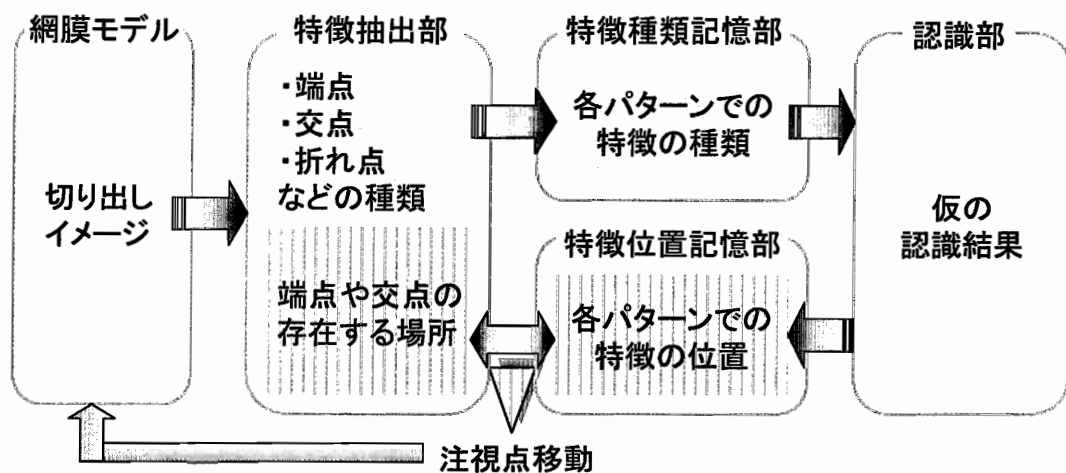 網膜モデル
切り出し
イメージ
特徴抽出部
・端点
・交点
・折れ点
などの種類
端点や交点の
存在する場所
特徴種類記憶部
各パターンでの
特徴の種類
特徴位置記憶部
各パターンでの
特徴の位置
認識部
仮の
認識結果
注視点移動